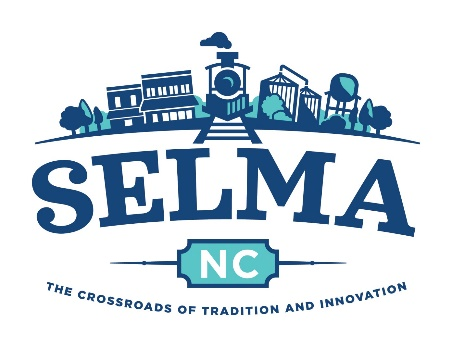 SELMA
NC
THE CROSSROADS OF TRADITION AND INNOVATION